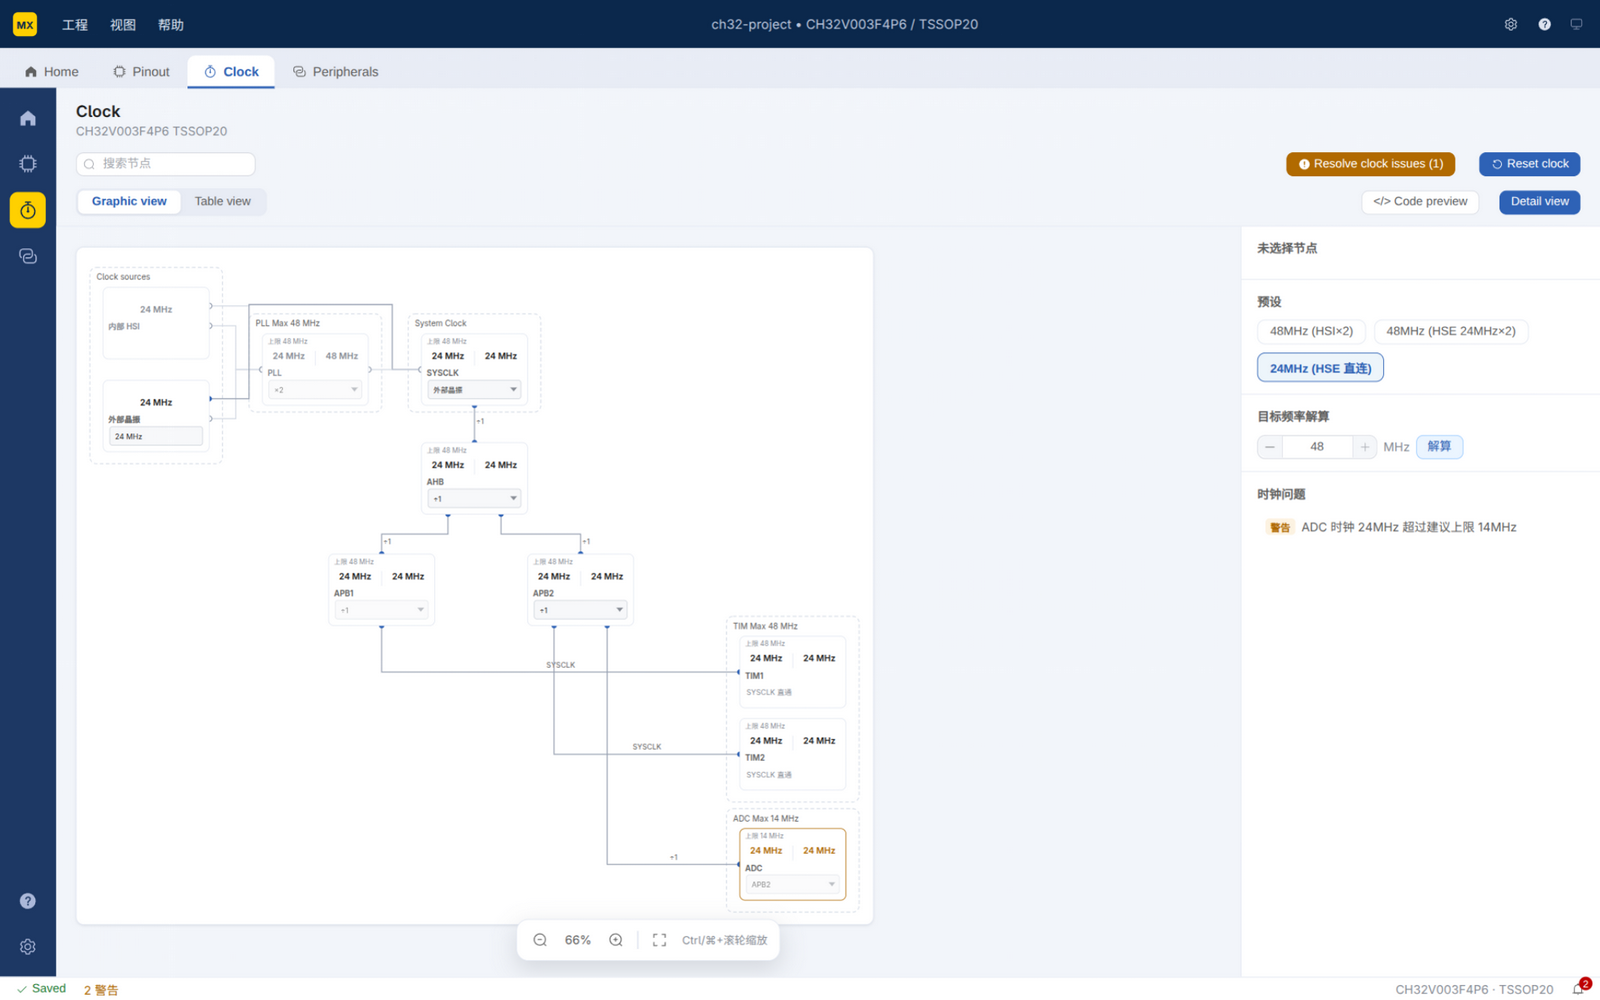 MX 工程 视图 帮助 ch32-project • CH32V003F4P6 / TSSOP20
Home Pinout Clock Peripherals
Clock
CH32V003F4P6 TSSOP20
搜索节点
Resolve clock issues (1) Reset clock
Graphic view Table view
</> Code preview Detail view
Clock sources
24 MHz
内部 HSI
24 MHz
外部晶振
24 MHz
PLL Max 48 MHz
上限 48 MHz
24 MHz 48 MHz
PLL
×2
System Clock
上限 48 MHz
24 MHz 24 MHz
SYSCLK
外部晶振
÷1
上限 48 MHz
24 MHz 24 MHz
AHB
÷1
÷1 ÷1
上限 48 MHz
24 MHz 24 MHz
APB1
÷1
上限 48 MHz
24 MHz 24 MHz
APB2
÷1
SYSCLK
SYSCLK
÷1
TIM Max 48 MHz
上限 48 MHz
24 MHz 24 MHz
TIM1
SYSCLK 直通
上限 48 MHz
24 MHz 24 MHz
TIM2
SYSCLK 直通
ADC Max 14 MHz
上限 14 MHz
24 MHz 24 MHz
ADC
APB2
66% Ctrl/⌘+滚轮缩放
未选择节点
预设
48MHz (HSI×2) 48MHz (HSE 24MHz×2)
24MHz (HSE 直连)
目标频率解算
− 48 + MHz 解算
时钟问题
警告 ADC 时钟 24MHz 超过建议上限 14MHz
Saved 2 警告 CH32V003F4P6 · TSSOP20 2